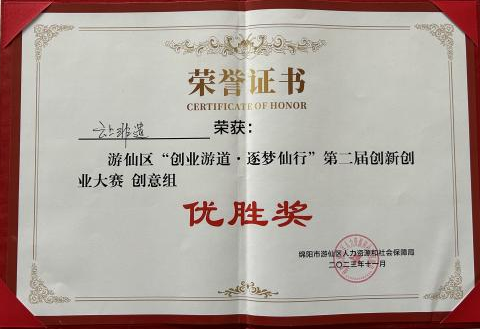 荣誉证书
CERTIFICATE OF HONOR
云上非遗 荣获：
游仙区“创业游道·逐梦仙行”第二届创新创
业大赛 创意组
优胜奖
绵阳市游仙区人力资源和社会保障局
二〇二三年十一月